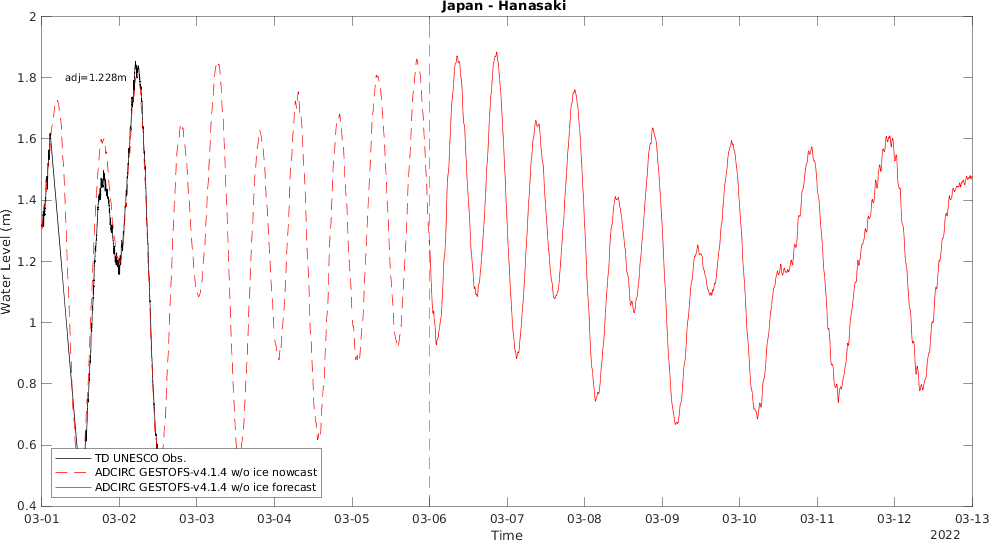 Japan - Hanasaki
2
1.8
1.6
1.4
1.2
1
0.8
0.6
0.4
Water Level (m)
adj=1.228m
TD UNESCO Obs.
ADCIRC GESTOFS-v4.1.4 w/o ice nowcast
ADCIRC GESTOFS-v4.1.4 w/o ice forecast
03-01 03-02 03-03 03-04 03-05 03-06 03-07 03-08 03-09 03-10 03-11 03-12 03-13
Time
2022